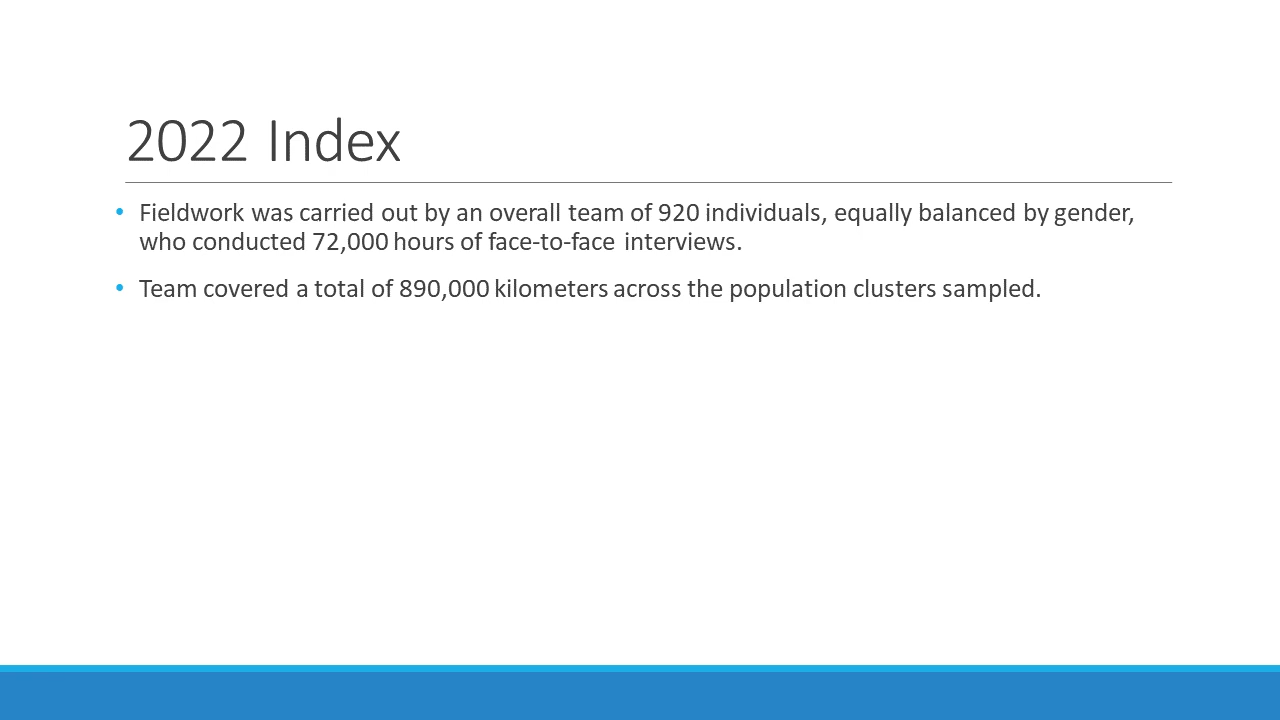 2022 Index
• Fieldwork was carried out by an overall team of 920 individuals, equally balanced by gender,
who conducted 72,000 hours of face-to-face interviews.
• Team covered a total of 890,000 kilometers across the population clusters sampled.